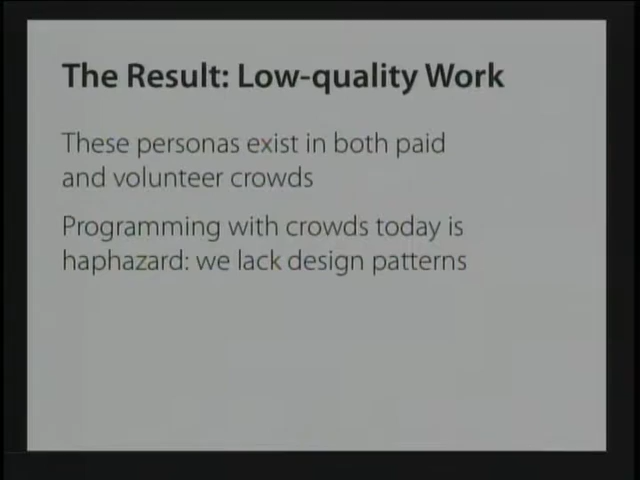 The Result: Low-quality Work
These personas exist in both paid
and volunteer crowds
Programming with crowds today is
haphazard: we lack design patterns